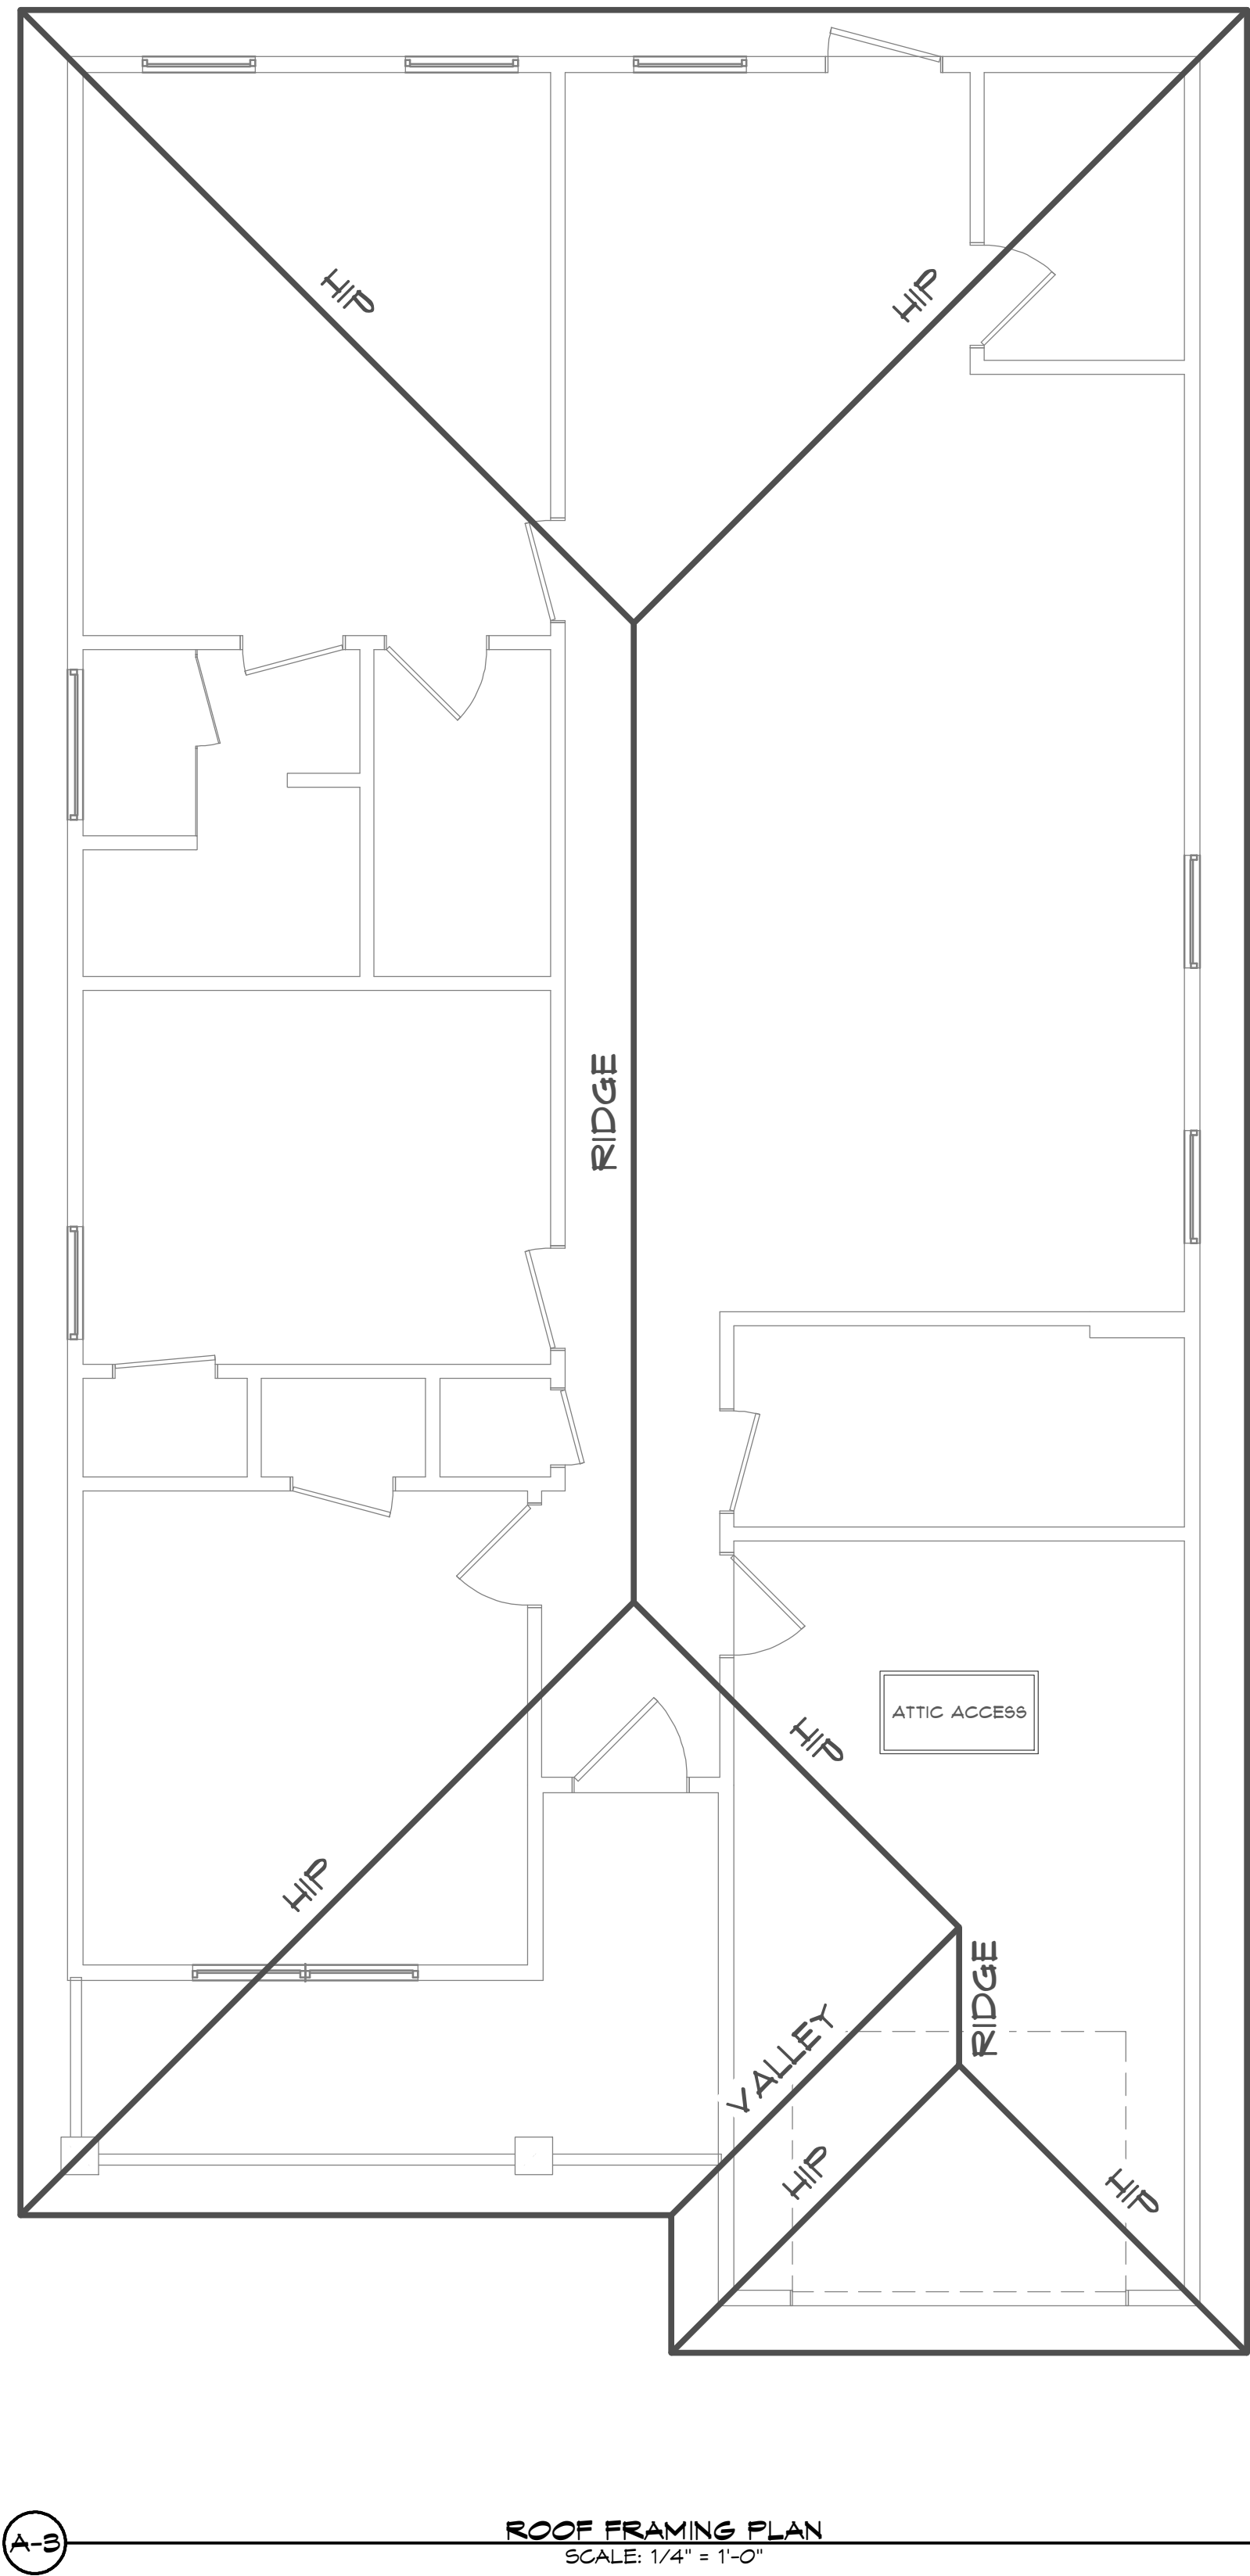 HIP
HIP
RIDGE
ATTIC ACCESS
HIP
HIP
RIDGE
VALLEY
HIP
HIP
A-3
ROOF FRAMING PLAN
SCALE: 1/4" = 1'-0"